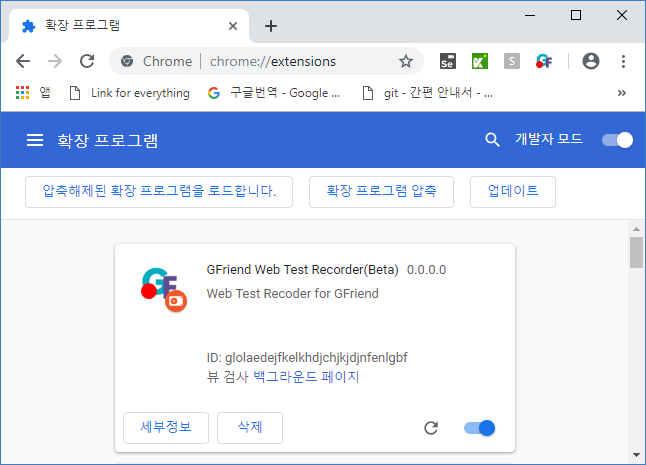 확장 프로그램
Chrome | chrome://extensions
Se
K
S
GF
앱
Link for everything
구글번역 - Google ...
git - 간편 안내서 - ...
확장 프로그램
개발자 모드
압축해제된 확장 프로그램을 로드합니다.
확장 프로그램 압축
업데이트
GF
GFriend Web Test Recorder(Beta) 0.0.0.0
Web Test Recoder for GFriend
ID: glolaedejfkelkhdjchjkjdjnfenlgbf
뷰 검사 백그라운드 페이지
세부정보
삭제